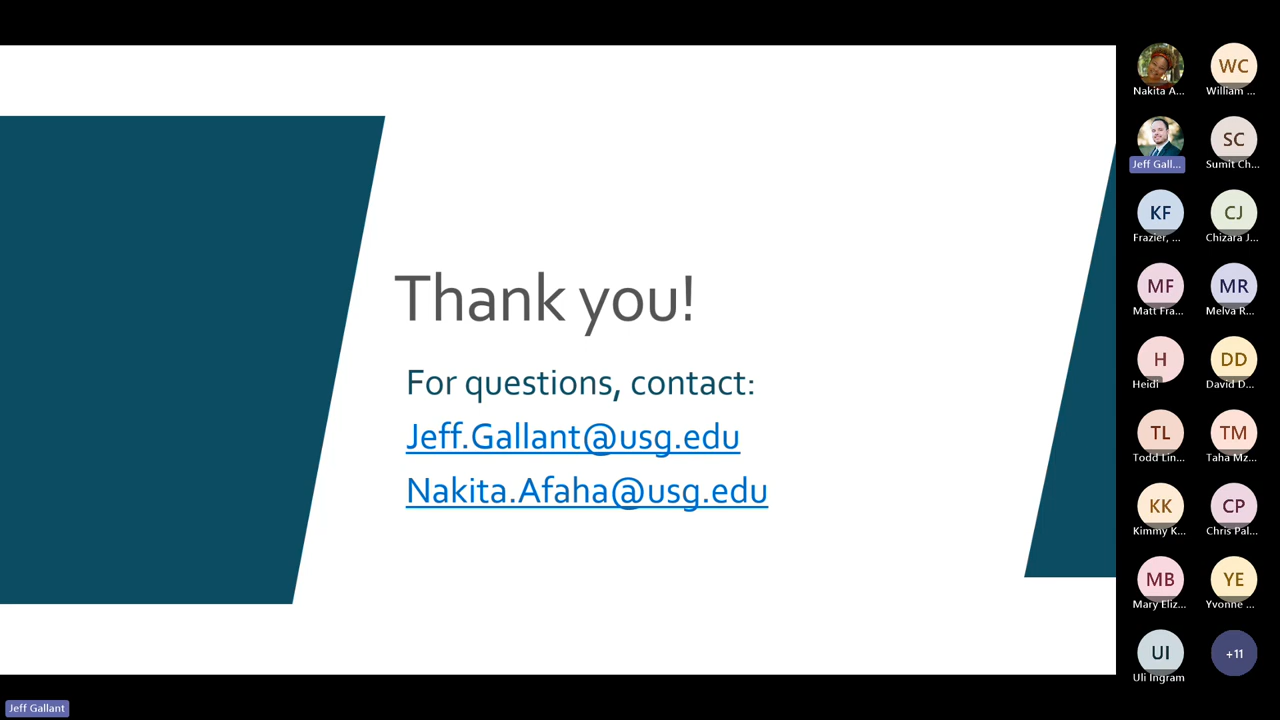 Thank you!
For questions, contact:
Jeff.Gallant@usg.edu
Nakita.Afaha@usg.edu
Nakita A...
WC
William ...
Jeff Gall...
SC
Sumit Ch...
KF
Frazier, ...
CJ
Chizara J...
MF
Matt Fra...
MR
Melva R...
H
Heidi
DD
David D...
TL
Todd Lin...
TM
Taha Mz...
KK
Kimmy K...
CP
Chris Pal...
MB
Mary Eliz...
YE
Yvonne ...
UI
Uli Ingram
+11
Jeff Gallant